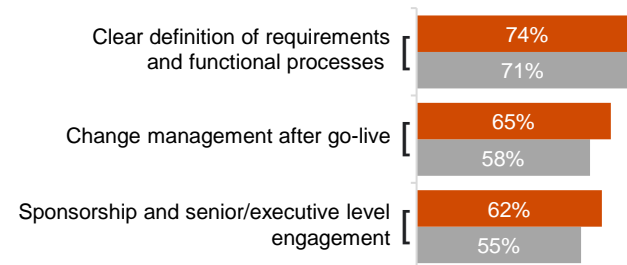 Clear definition of requirements
and functional processes
74%
71%
Change management after go-live
65%
58%
Sponsorship and senior/executive level
engagement
62%
55%